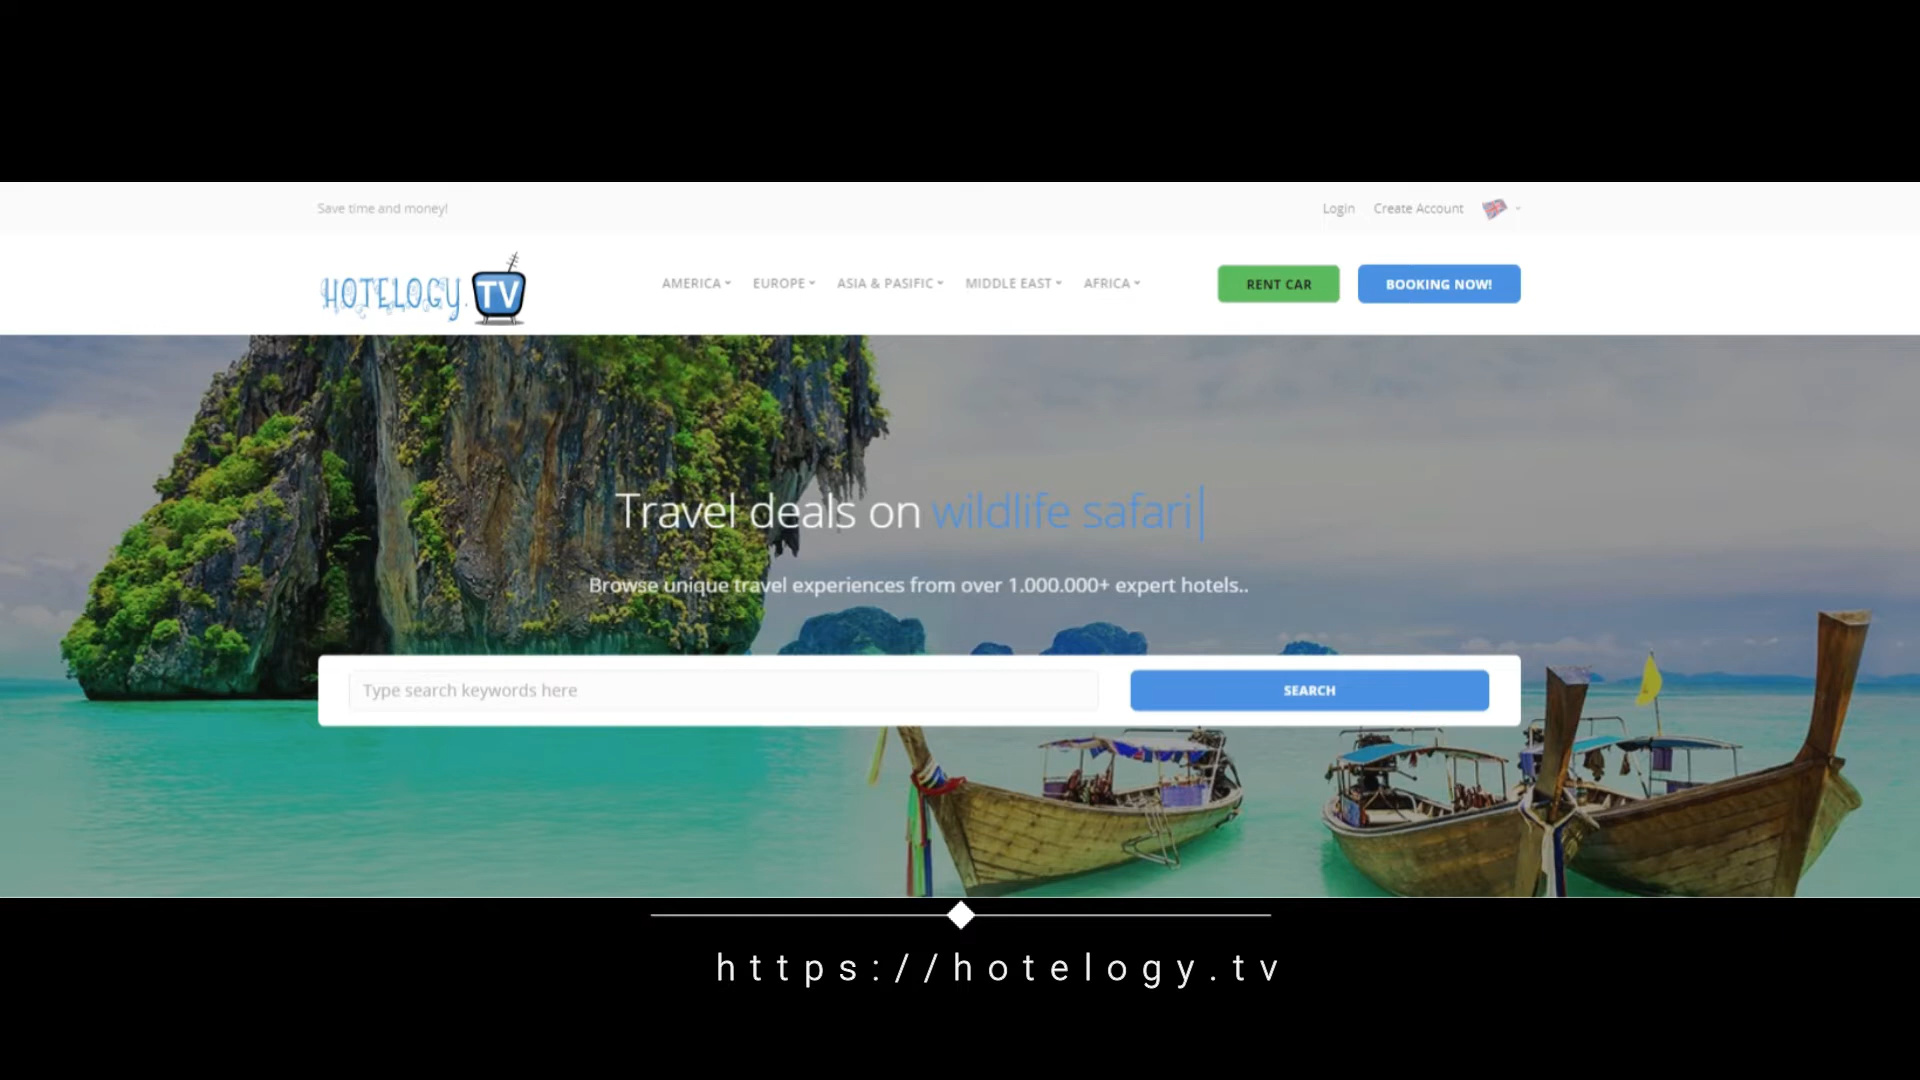 Save time and money!
Login Create Account
HOTELOGY.TV
AMERICA EUROPE ASIA & PASIFIC MIDDLE EAST AFRICA
RENT CAR
BOOKING NOW!
Travel deals on wildlife safari
Browse unique travel experiences from over 1.000.000+ expert hotels..
Type search keywords here
SEARCH
https://hotelogy.tv